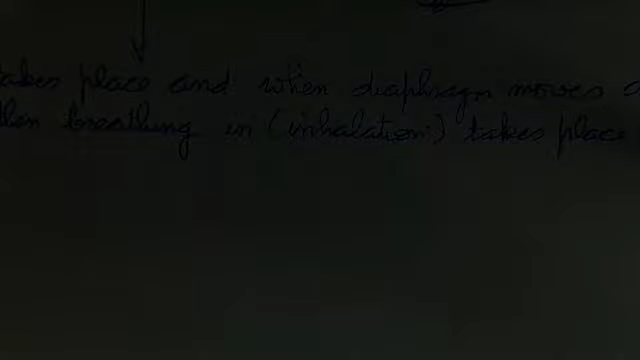 takes place and when diaphragm moves
then breathing in (inhalation) takes place